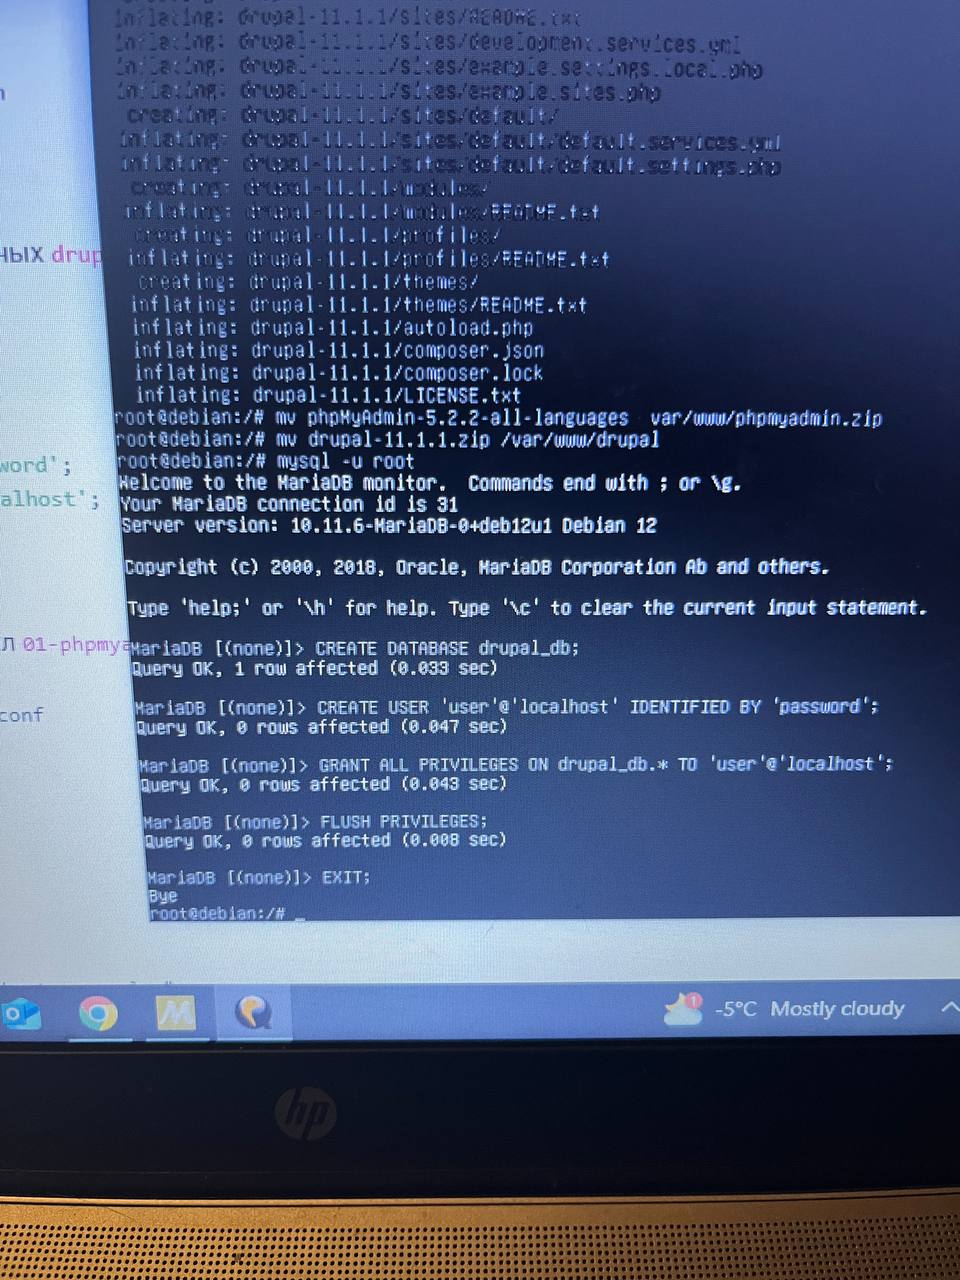 inflating: drupal-11.1.1/sites/README.txt
inflating: drupal-11.1.1/sites/development.services.yml
inflating: drupal-11.1.1/sites/example.settings.local.php
inflating: drupal-11.1.1/sites/example.sites.php
creating: drupal-11.1.1/sites/default/
inflating: drupal-11.1.1/sites/default/default.services.yml
inflating: drupal-11.1.1/sites/default/default.settings.php
creating: drupal-11.1.1/modules/
inflating: drupal-11.1.1/modules/README.txt
creating: drupal-11.1.1/profiles/
inflating: drupal-11.1.1/profiles/README.txt
creating: drupal-11.1.1/themes/
inflating: drupal-11.1.1/themes/README.txt
inflating: drupal-11.1.1/autoload.php
inflating: drupal-11.1.1/composer.json
inflating: drupal-11.1.1/composer.lock
inflating: drupal-11.1.1/LICENSE.txt
root@debian:/# mv phpMyAdmin-5.2.2-all-languages  var/www/phpmyadmin.zip
root@debian:/# mv drupal-11.1.1.zip /var/www/drupal
root@debian:/# mysql -u root
Welcome to the MariaDB monitor.  Commands end with ; or \g.
Your MariaDB connection id is 31
Server version: 10.11.6-MariaDB-0+deb12u1 Debian 12
Copyright (c) 2000, 2018, Oracle, MariaDB Corporation Ab and others.
Type 'help;' or '\h' for help. Type '\c' to clear the current input statement.
MariaDB [(none)]> CREATE DATABASE drupal_db;
Query OK, 1 row affected (0.033 sec)
MariaDB [(none)]> CREATE USER 'user'@'localhost' IDENTIFIED BY 'password';
Query OK, 0 rows affected (0.047 sec)
MariaDB [(none)]> GRANT ALL PRIVILEGES ON drupal_db.* TO 'user'@'localhost';
Query OK, 0 rows affected (0.043 sec)
MariaDB [(none)]> FLUSH PRIVILEGES;
Query OK, 0 rows affected (0.008 sec)
MariaDB [(none)]> EXIT;
Bye
root@debian:/# _
ных drup
word';
alhost';
л 01-phpmya
conf
1
-5°C Mostly cloudy
hp